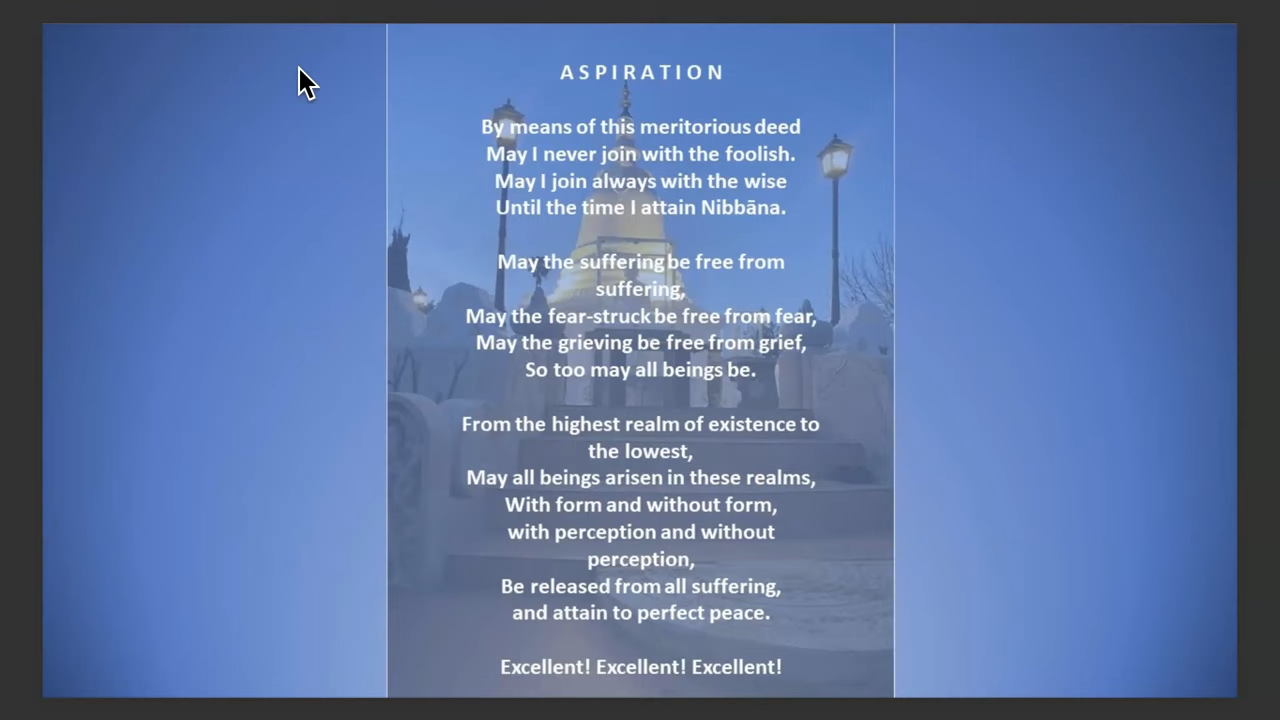 ASPIRATION
By means of this meritorious deed
May I never join with the foolish.
May I join always with the wise
Until the time I attain Nibbāna.
May the suffering be free from
suffering,
May the fear-struck be free from fear,
May the grieving be free from grief,
So too may all beings be.
From the highest realm of existence to
the lowest,
May all beings arisen in these realms,
With form and without form,
with perception and without
perception,
Be released from all suffering,
and attain to perfect peace.
Excellent! Excellent! Excellent!